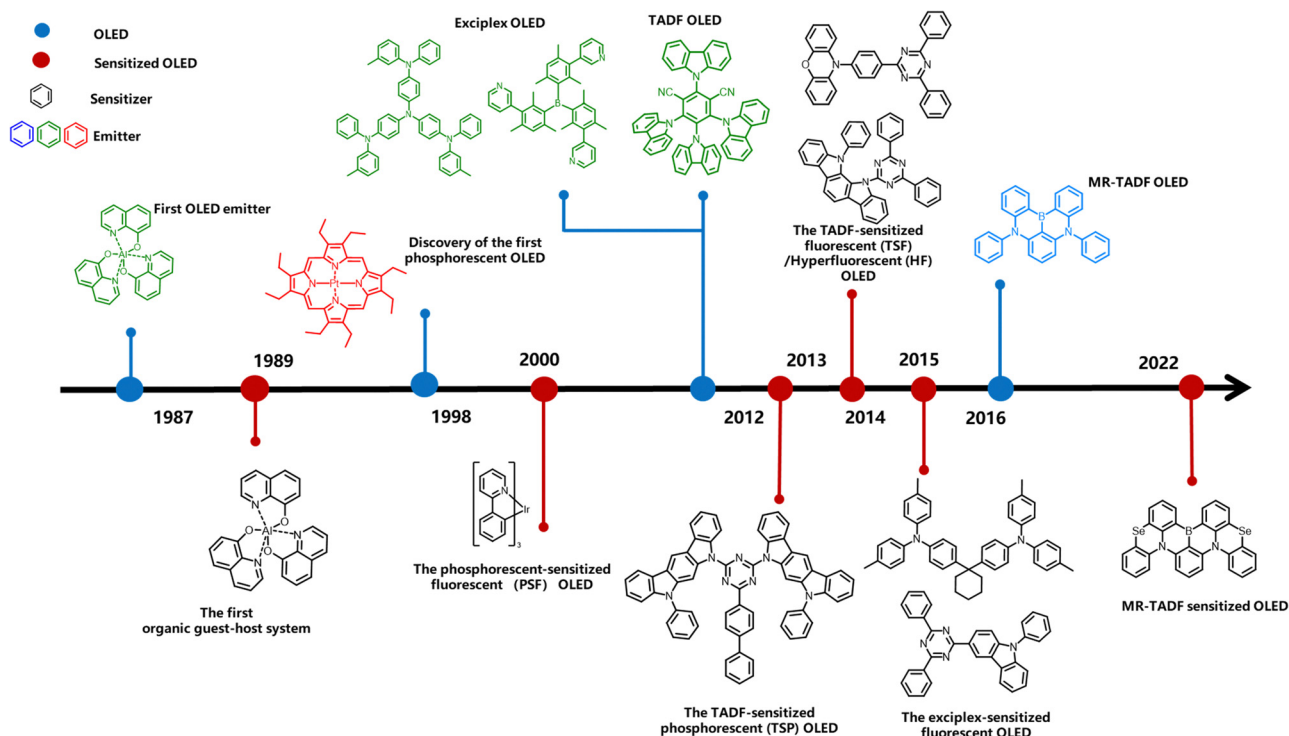 OLED
Sensitized OLED
Sensitizer
Emitter
Exciplex OLED
TADF OLED
First OLED emitter
Discovery of the first
phosphorescent OLED
The TADF-sensitized
fluorescent (TSF)
/Hyperfluorescent (HF)
OLED
MR-TADF OLED
1987
1989
1998
2000
2012
2013
2014
2015
2016
2022
The first
organic guest-host system
The phosphorescent-sensitized
fluorescent (PSF) OLED
The TADF-sensitized
phosphorescent (TSP) OLED
The exciplex-sensitized
fluorescent OLED
MR-TADF sensitized OLED